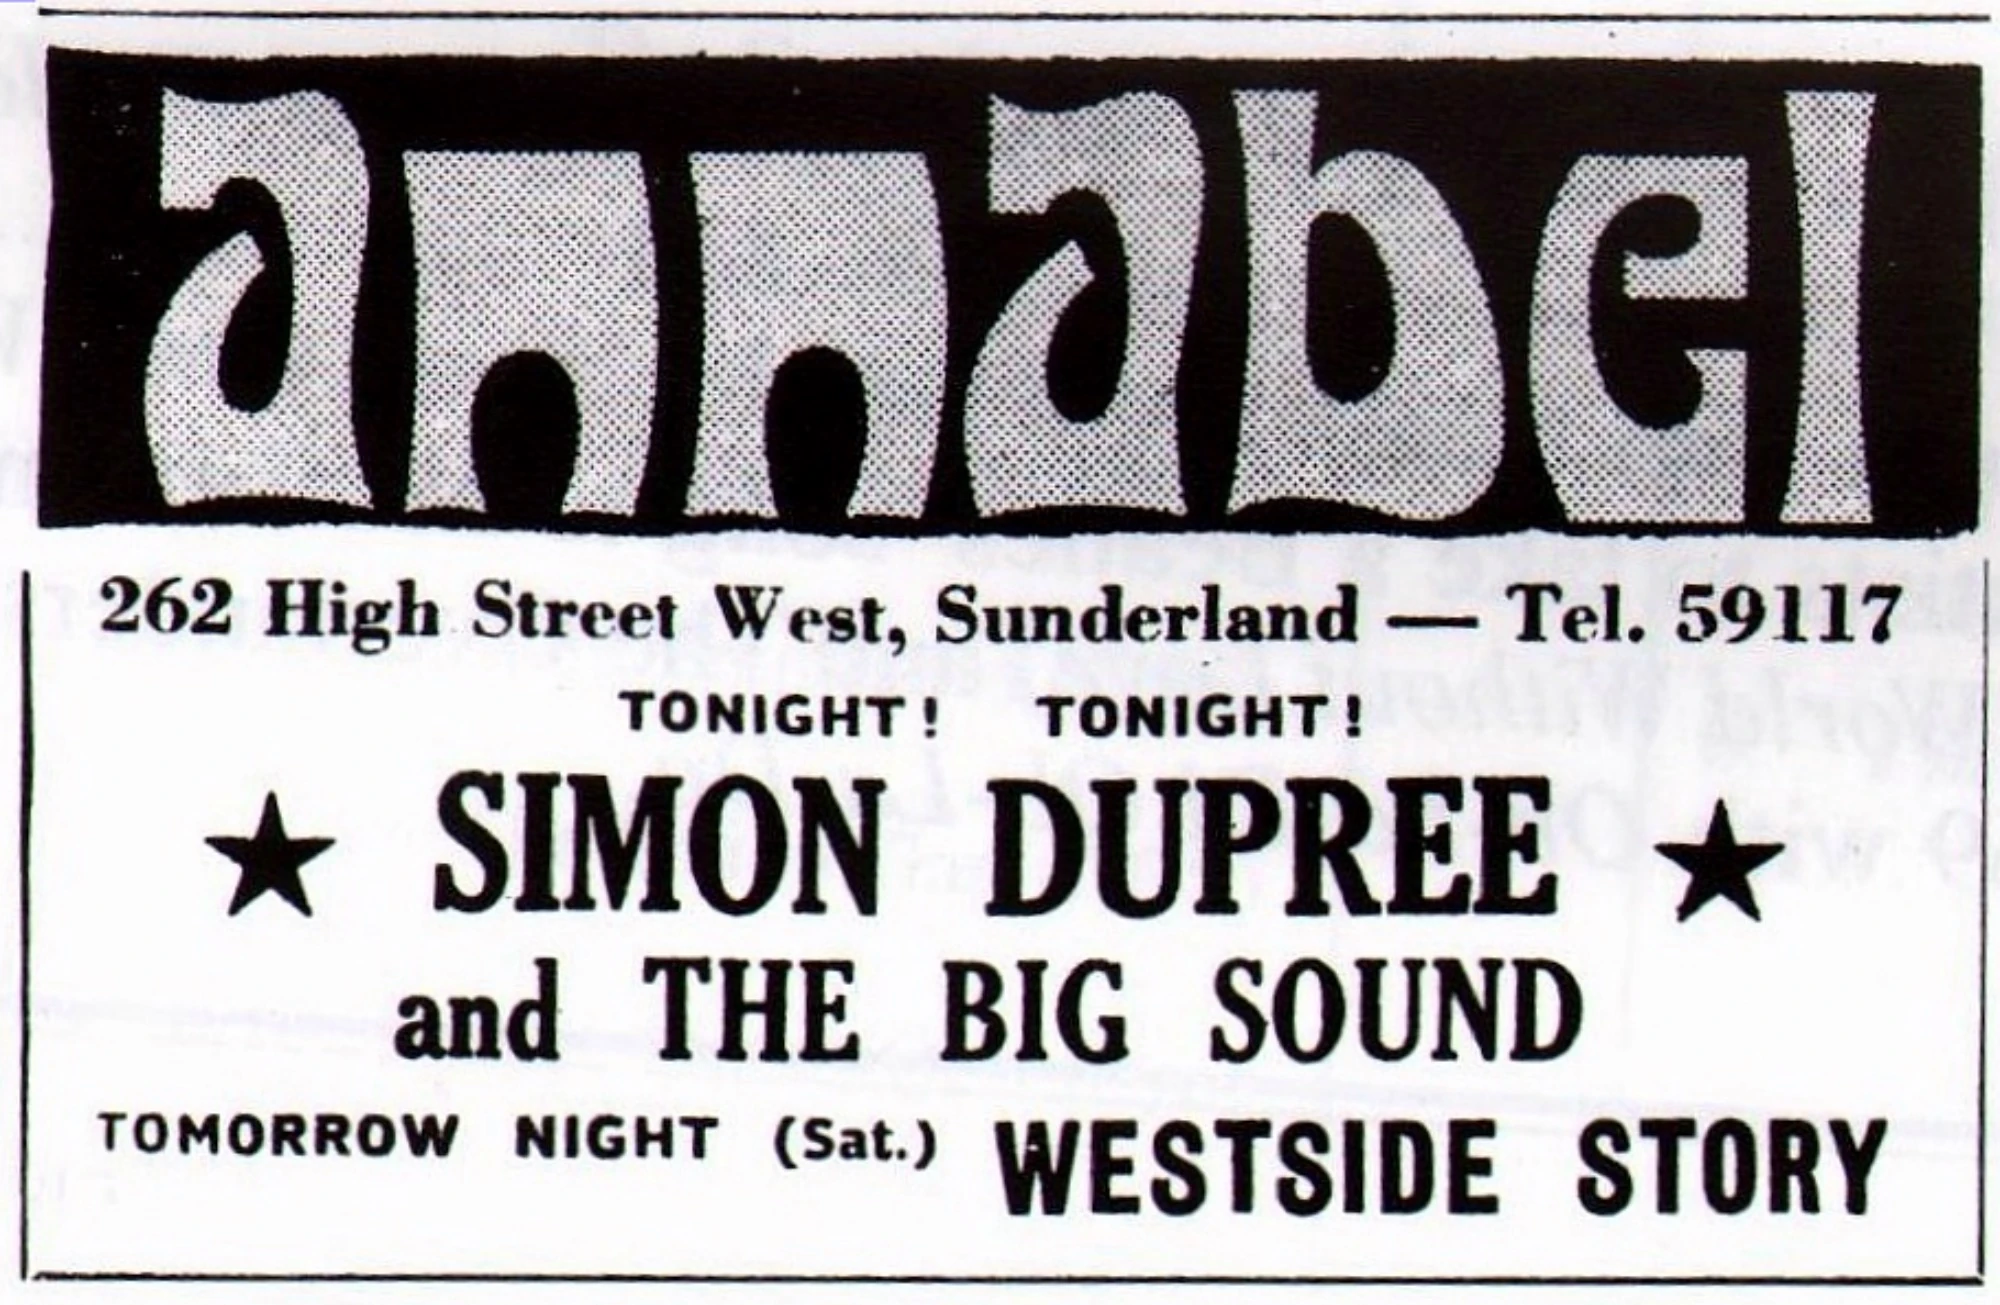 annabel
262 High Street West, Sunderland — Tel. 59117
TONIGHT! TONIGHT!
★ SIMON DUPREE ★
and THE BIG SOUND
TOMORROW NIGHT (Sat.) WESTSIDE STORY